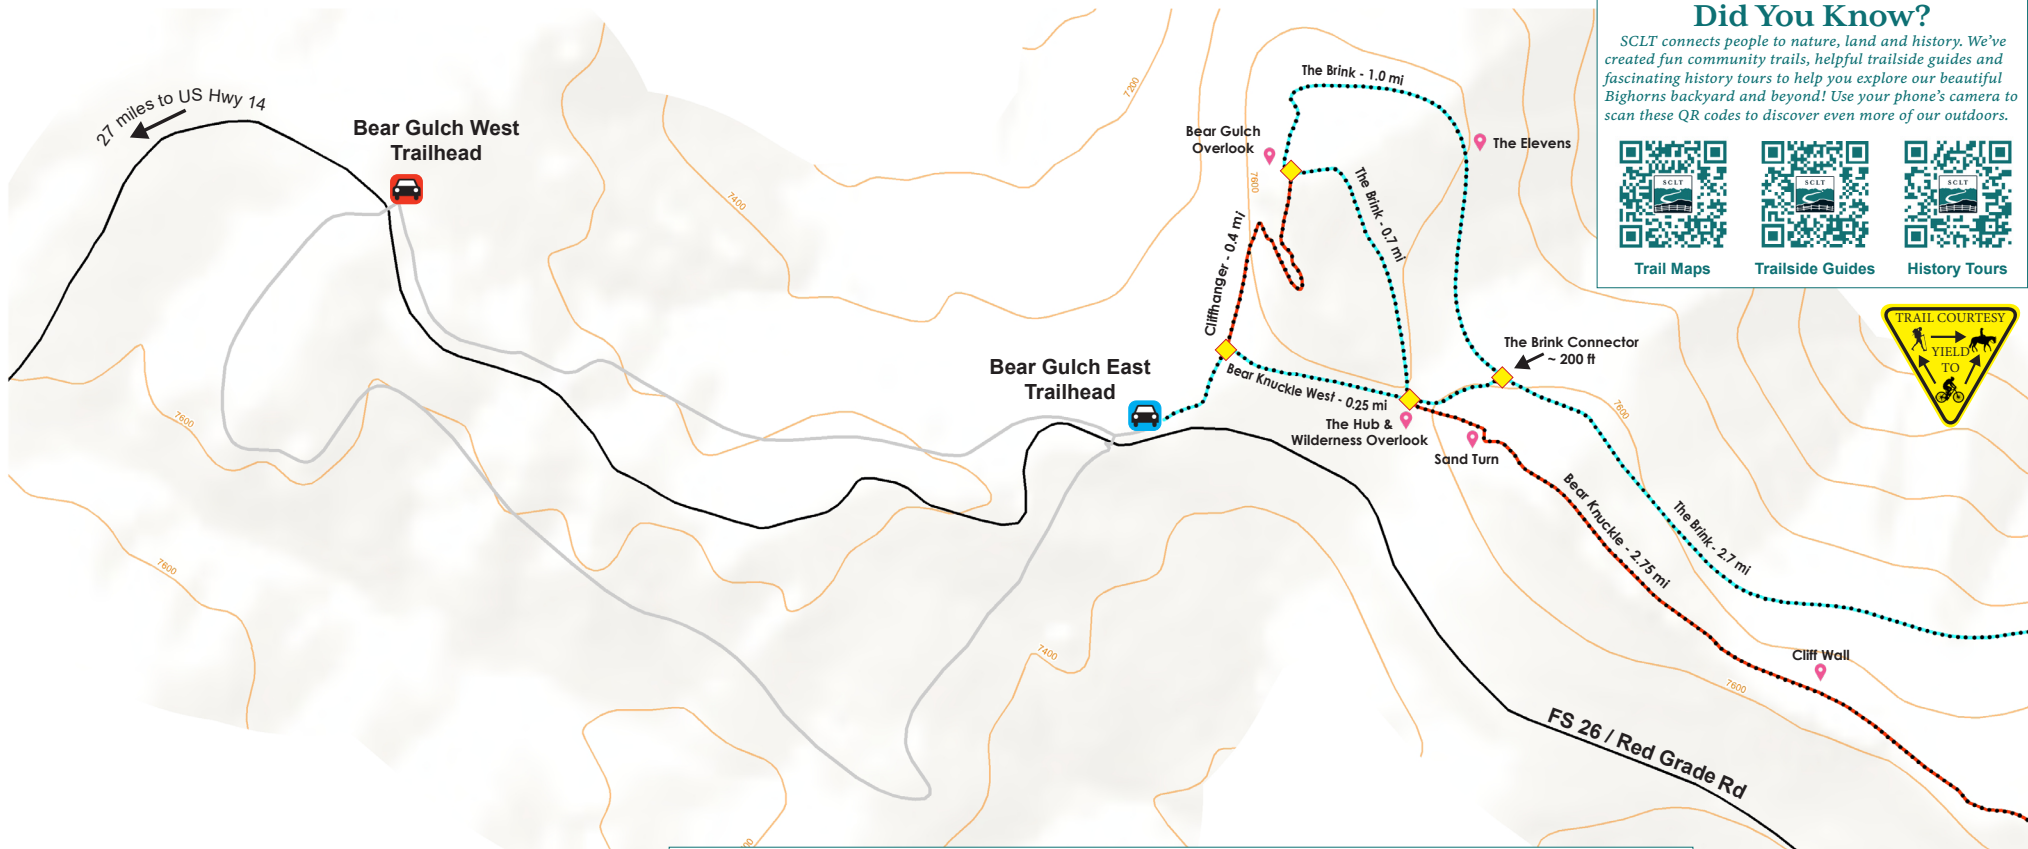 Did You Know?
SCLT connects people to nature, land and history. We've
created fun community trails, helpful trailside guides and
fascinating history tours to help you explore our beautiful
Bighorns backyard and beyond! Use your phone's camera to
scan these QR codes to discover even more of our outdoors.
SCLT
SCLT
SCLT
Trail Maps
Trailside Guides
History Tours
TRAIL COURTESY
YIELD
TO
27 miles to US Hwy 14
Bear Gulch West
Trailhead
7200
7400
The Brink - 1.0 mi
Bear Gulch
Overlook
The Elevens
7600
The Brink - 0.7 mi
Cliffhanger - 0.4 mi
The Brink Connector
~ 200 ft
Bear Gulch East
Trailhead
Bear Knuckle West - 0.25 mi
The Hub &
Wilderness Overlook
Sand Turn
7600
7600
7600
Bear Knuckle - 2.75 mi
The Brink - 2.7 mi
7400
Cliff Wall
7600
FS 26 / Red Grade Rd